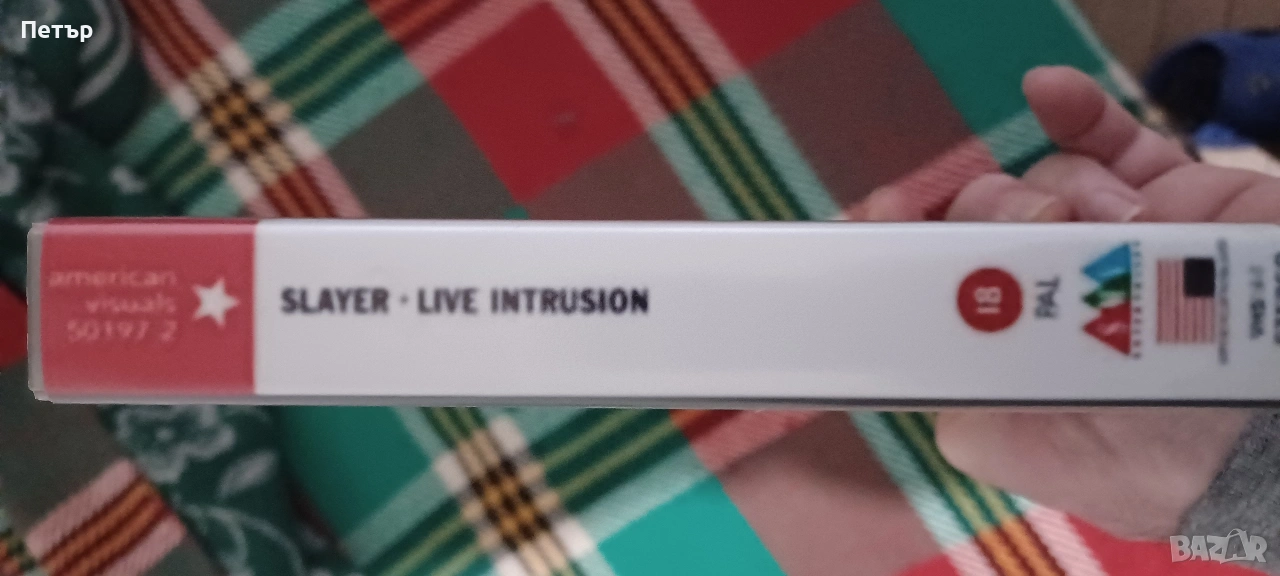 Петър
american
visuals
50197 2
SLAYER • LIVE INTRUSION
18
PAL
BAZAR